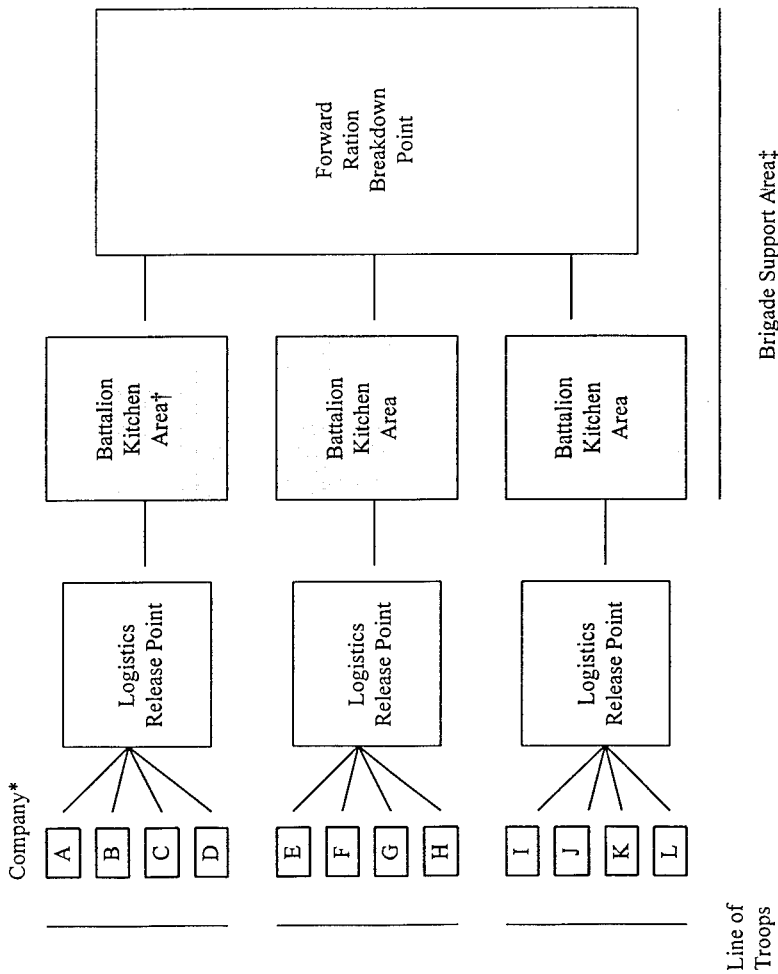 Company*
A
B
C
D
E
F
G
H
I
J
K
L
Line of
Troops
Logistics
Release Point
Logistics
Release Point
Logistics
Release Point
Battalion
Kitchen
Area†
Battalion
Kitchen
Area
Battalion
Kitchen
Area
Forward
Ration
Breakdown
Point
Brigade Support Area‡